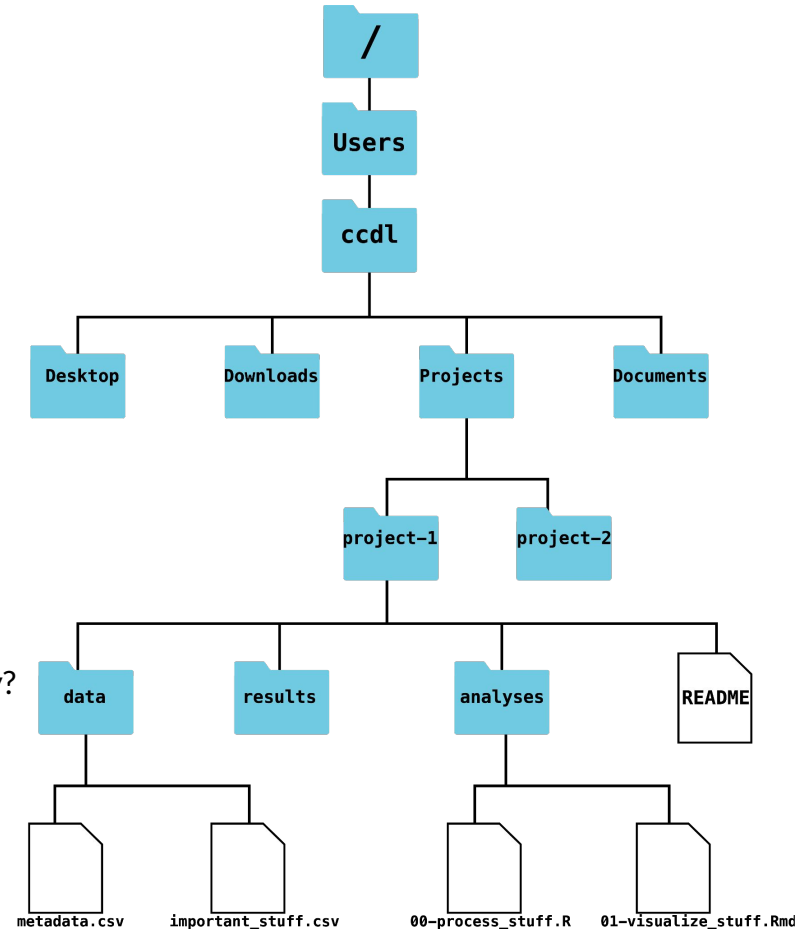 /
Users
ccdl
Desktop
Downloads
Projects
Documents
project-1
project-2
?
data
results
analyses
README
metadata.csv
important_stuff.csv
00-process_stuff.R
01-visualize_stuff.Rmd